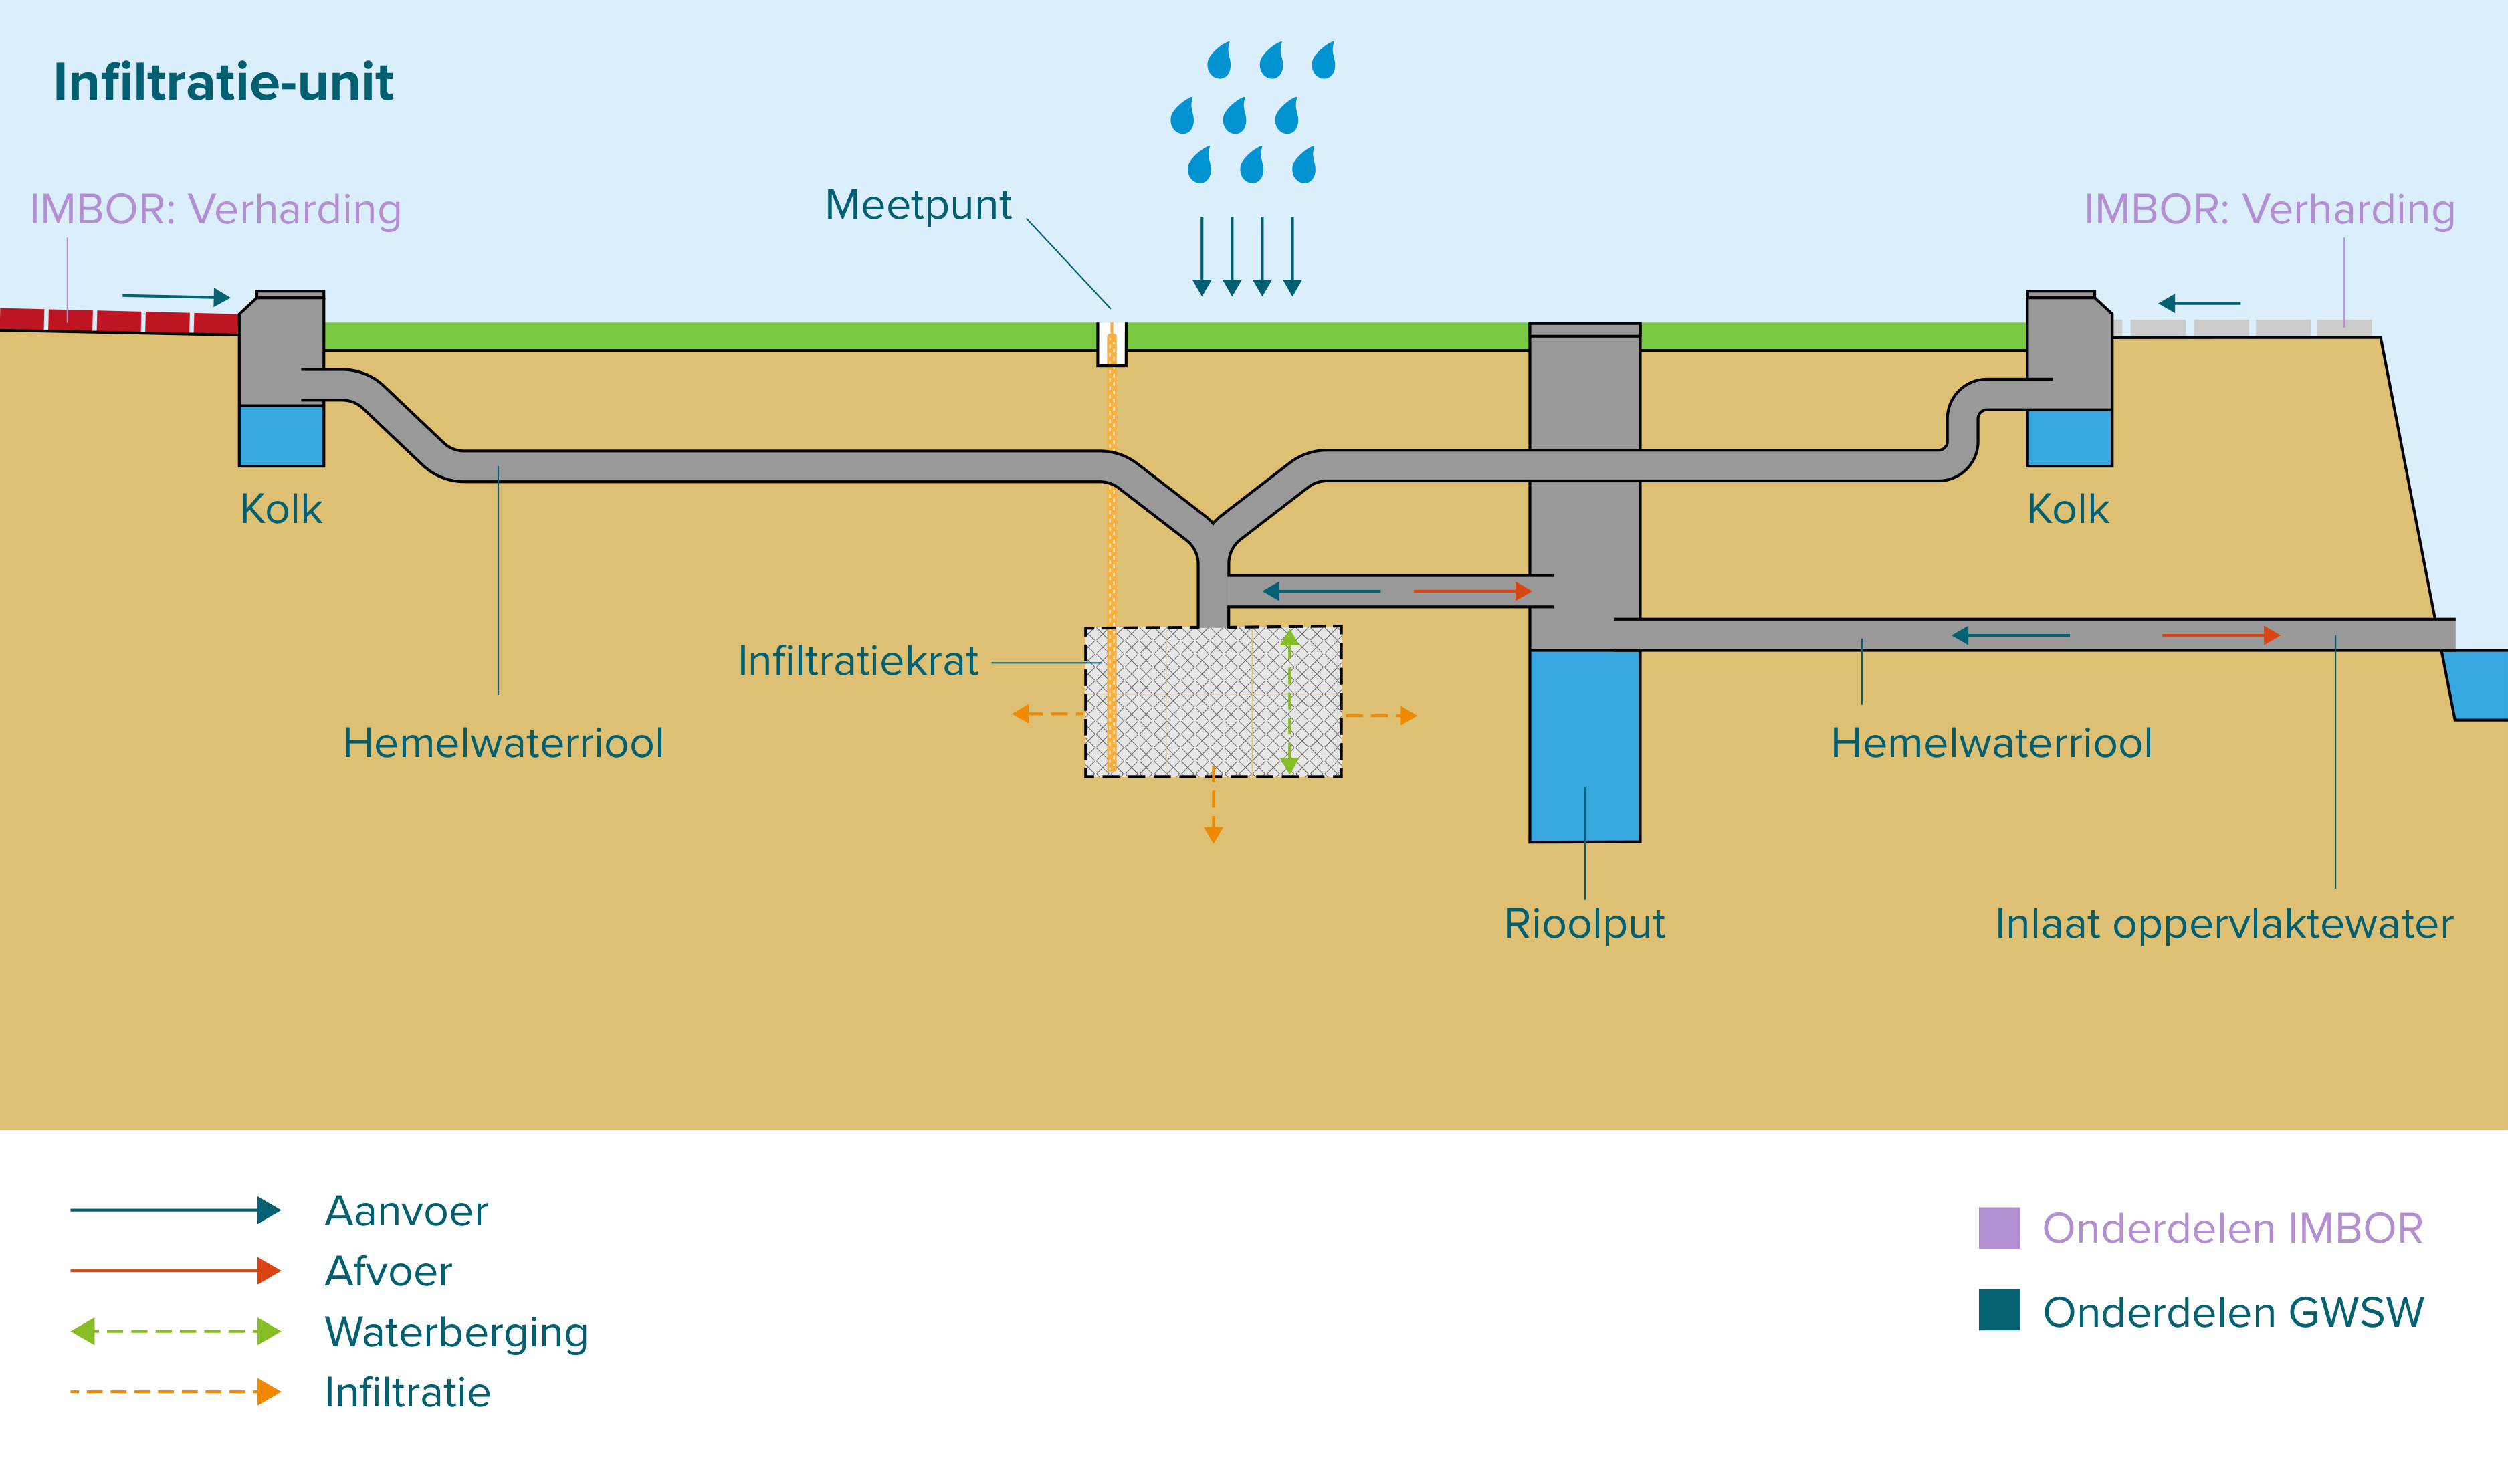 Infiltratie-unit
IMBOR: Verharding
Meetpunt
IMBOR: Verharding
Kolk
Kolk
Infiltratiekrat
Hemelwaterriool
Hemelwaterriool
Rioolput
Inlaat oppervlaktewater
Aanvoer
Afvoer
Waterberging
Infiltratie
Onderdelen IMBOR
Onderdelen GWSW